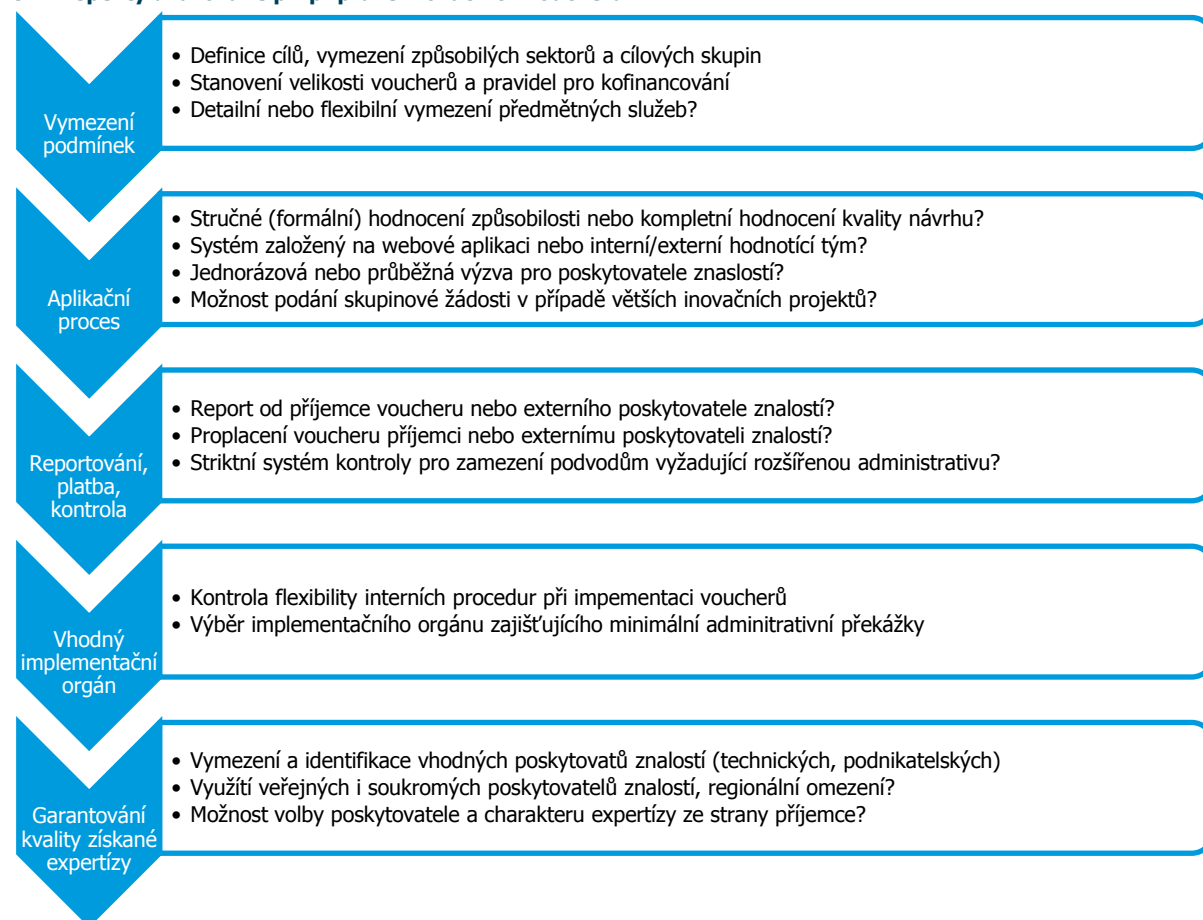 Vymezení
podmínek
• Definice cílů, vymezení způsobilých sektorů a cílových skupin
• Stanovení velikosti voucherů a pravidel pro kofinancování
• Detailní nebo flexibilní vymezení předmětných služeb?
Aplikační
proces
• Stručné (formální) hodnocení způsobilosti nebo kompletní hodnocení kvality návrhu?
• Systém založený na webové aplikaci nebo interní/externí hodnotící tým?
• Jednorázová nebo průběžná výzva pro poskytovatele znaslostí?
• Možnost podání skupinové žádosti v případě větších inovačních projektů?
Reportování,
platba,
kontrola
• Report od příjemce voucheru nebo externího poskytovatele znalostí?
• Proplacení voucheru příjemci nebo externímu poskytovateli znalostí?
• Striktní systém kontroly pro zamezení podvodům vyžadující rozšířenou administrativu?
Vhodný
implementační
orgán
• Kontrola flexibility interních procedur při impementaci voucherů
• Výběr implementačního orgánu zajišťujícího minimální adminitrativní překážky
Garantování
kvality získané
expertízy
• Vymezení a identifikace vhodných poskytovatů znalostí (technických, podnikatelských)
• Využítí veřejných i soukromých poskytovatelů znalostí, regionální omezení?
• Možnost volby poskytovatele a charakteru expertízy ze strany příjemce?